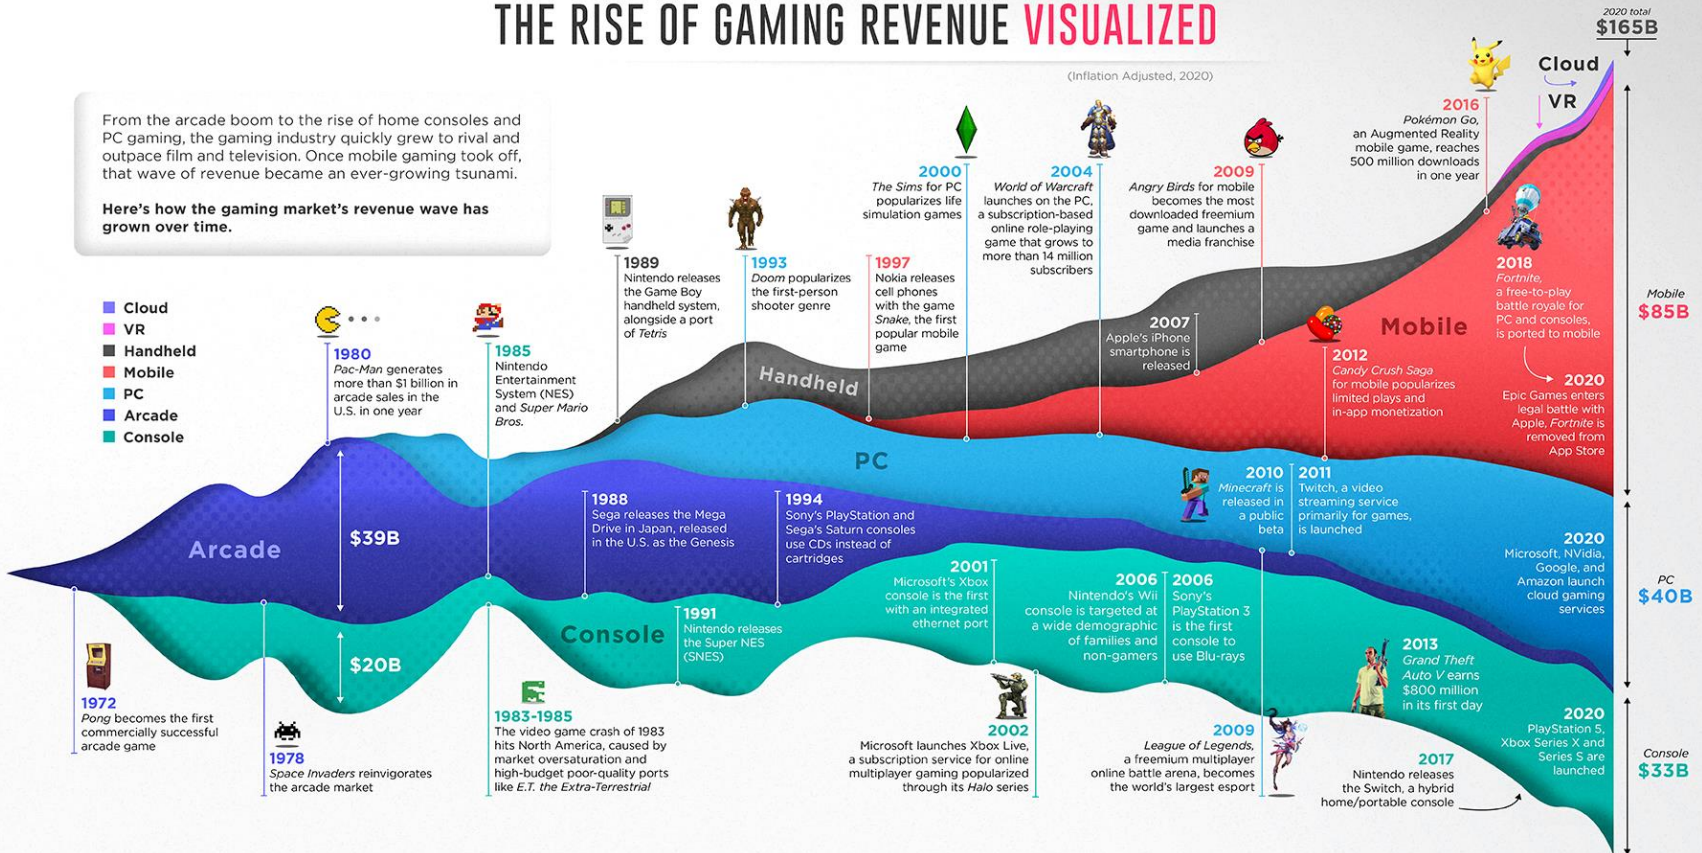 THE RISE OF GAMING REVENUE VISUALIZED
(Inflation Adjusted, 2020)
2020 total
$165B
From the arcade boom to the rise of home consoles and
PC gaming, the gaming industry quickly grew to rival and
outpace film and television. Once mobile gaming took off,
that wave of revenue became an ever-growing tsunami.
Here's how the gaming market's revenue wave has
grown over time.
Cloud
VR
Handheld
Mobile
PC
Arcade
Console
1980
Pac-Man generates
more than $1 billion in
arcade sales in the
U.S. in one year
1985
Nintendo
Entertainment
System (NES)
and Super Mario
Bros.
1989
Nintendo releases
the Game Boy
handheld system,
alongside a port
of Tetris
1993
Doom popularizes
the first-person
shooter genre
1997
Nokia releases
cell phones
with the game
Snake, the first
popular mobile
game
2000
The Sims for PC
popularizes life
simulation games
2004
World of Warcraft
launches on the PC,
a subscription-based
online role-playing
game that grows to
more than 14 million
subscribers
2009
Angry Birds for mobile
becomes the most
downloaded freemium
game and launches a
media franchise
2016
Pokémon Go,
an Augmented Reality
mobile game, reaches
500 million downloads
in one year
Cloud
VR
2018
Fortnite,
a free-to-play
battle royale for
PC and consoles,
is ported to mobile
2020
Epic Games enters
legal battle with
Apple, Fortnite is
removed from
App Store
Mobile
$85B
2007
Apple's iPhone
smartphone is
released
2012
Candy Crush Saga
for mobile popularizes
limited plays and
in-app monetization
Mobile
Handheld
PC
Arcade
Console
$39B
$20B
1988
Sega releases the Mega
Drive in Japan, released
in the U.S. as the Genesis
1994
Sony's PlayStation and
Sega's Saturn consoles
use CDs instead of
cartridges
2010
Minecraft is
released in
a public
beta
2011
Twitch, a video
streaming service
primarily for games,
is launched
2020
Microsoft, NVidia,
Google, and
Amazon launch
cloud gaming
services
PC
$40B
1991
Nintendo releases
the Super NES
(SNES)
2001
Microsoft's Xbox
console is the first
with an integrated
ethernet port
2006
Nintendo's Wii
console is targeted at
a wide demographic
of families and
non-gamers
2006
Sony's
PlayStation 3
is the first
console to
use Blu-rays
2013
Grand Theft
Auto V earns
$800 million
in its first day
2020
PlayStation 5,
Xbox Series X and
Series S are
launched
Console
$33B
1972
Pong becomes the first
commercially successful
arcade game
1978
Space Invaders reinvigorates
the arcade market
1983-1985
The video game crash of 1983
hits North America, caused by
market oversaturation and
high-budget poor-quality ports
like E.T. the Extra-Terrestrial
2002
Microsoft launches Xbox Live,
a subscription service for online
multiplayer gaming popularized
through its Halo series
2009
League of Legends,
a freemium multiplayer
online battle arena, becomes
the world's largest esport
2017
Nintendo releases
the Switch, a hybrid
home/portable console